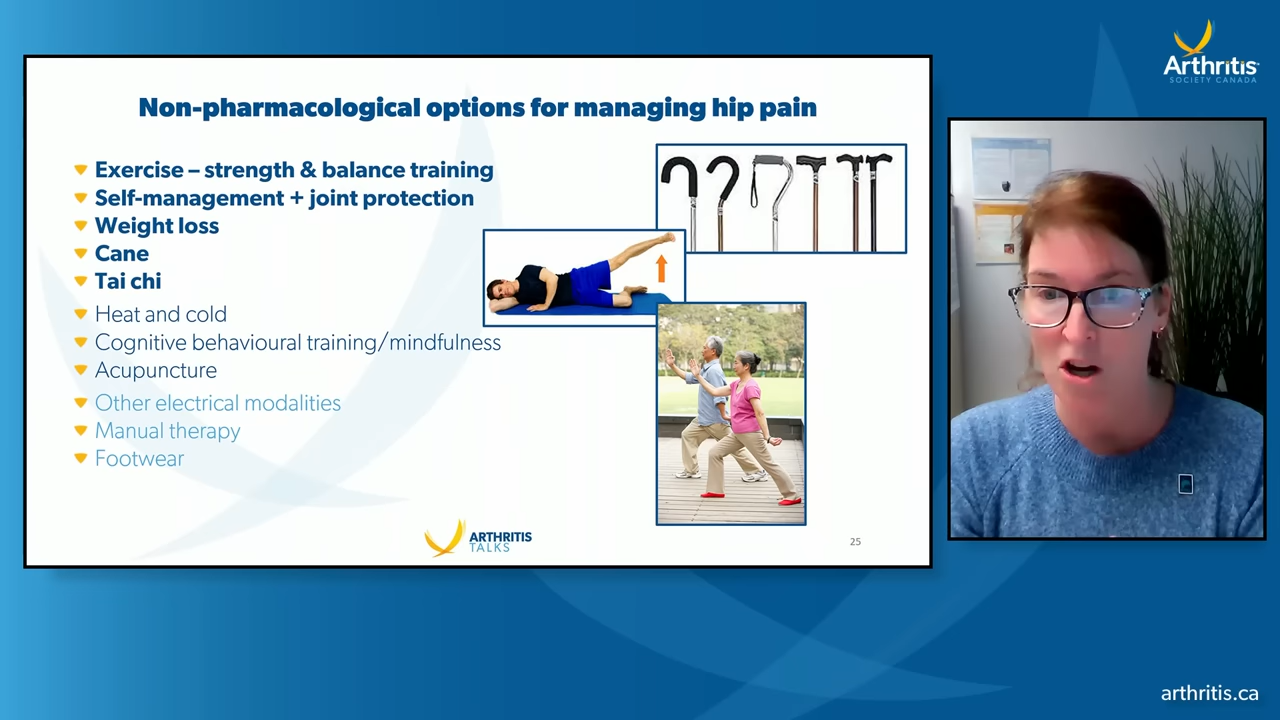 Non-pharmacological options for managing hip pain
Exercise – strength & balance training
Self-management + joint protection
Weight loss
Cane
Tai chi
Heat and cold
Cognitive behavioural training/mindfulness
Acupuncture
Other electrical modalities
Manual therapy
Footwear
ARTHRITIS
TALKS
25
Arthritis
SOCIETY CANADA
arthritis.ca